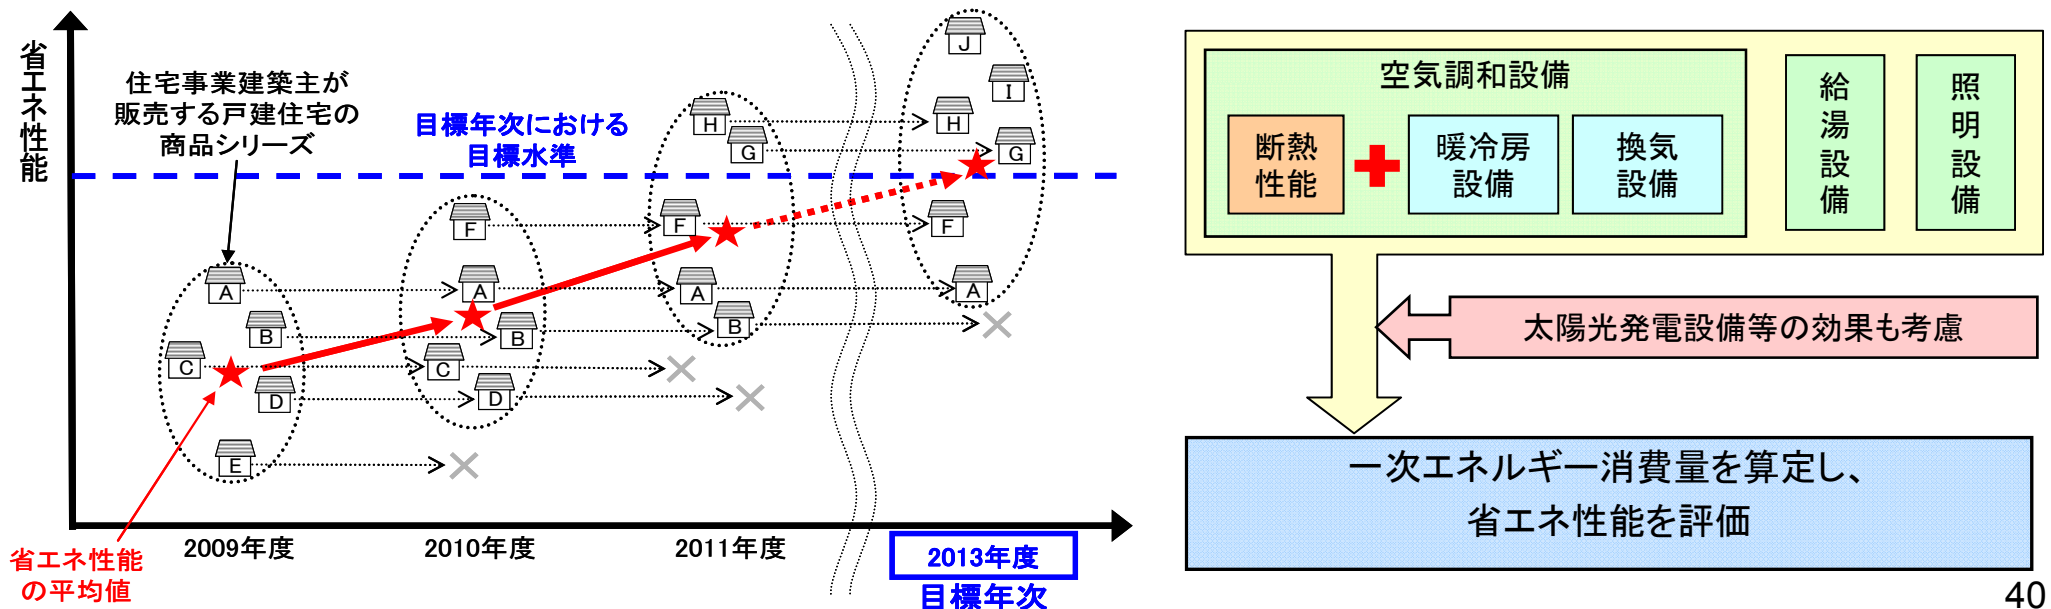 省エネ性能
住宅事業建築主が
販売する戸建住宅の
商品シリーズ
目標年次における
目標水準
A
B
C
D
E
F
A
B
C
D
H
G
F
A
B
J
I
H
G
F
A
2009年度
2010年度
2011年度
2013年度
目標年次
省エネ性能
の平均値
空気調和設備
断熱
性能
暖冷房
設備
換気
設備
給湯設備
照明設備
太陽光発電設備等の効果も考慮
一次エネルギー消費量を算定し、
省エネ性能を評価
40